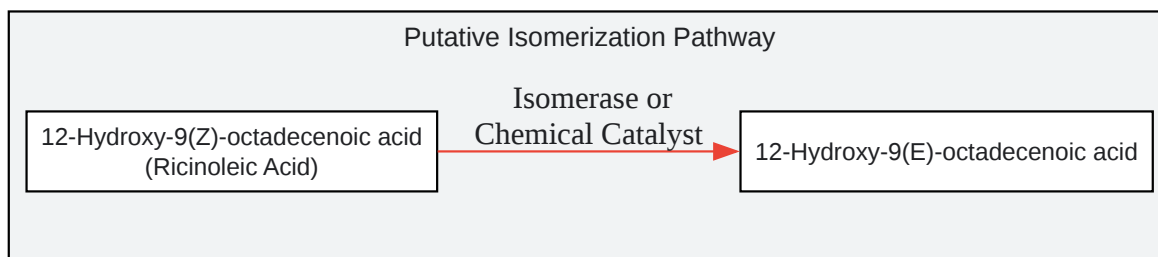 Putative Isomerization Pathway
12-Hydroxy-9(Z)-octadecenoic acid
(Ricinoleic Acid)
Isomerase or
Chemical Catalyst
12-Hydroxy-9(E)-octadecenoic acid